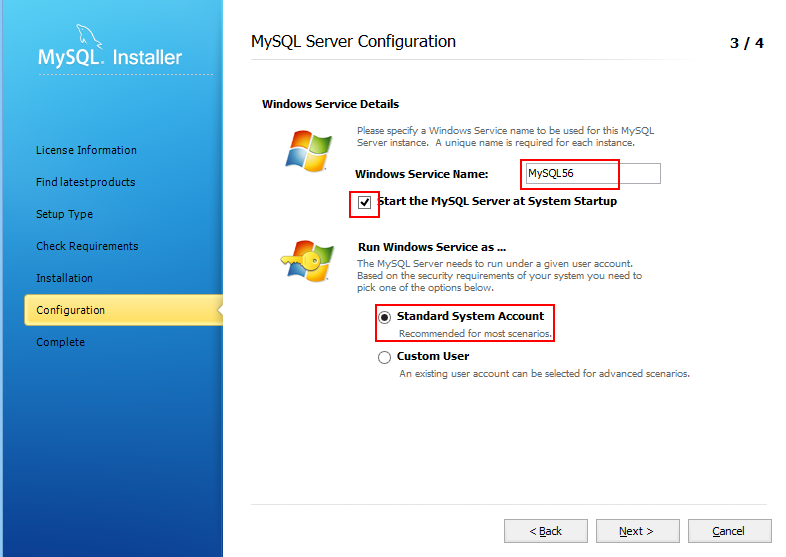 MySQL. Installer
MySQL Server Configuration
3 / 4
License Information
Find latest products
Setup Type
Check Requirements
Installation
Configuration
Complete
Windows Service Details
Please specify a Windows Service name to be used for this MySQL
Server instance. A unique name is required for each instance.
Windows Service Name:
MySQL56
Start the MySQL Server at System Startup
Run Windows Service as ...
The MySQL Server needs to run under a given user account.
Based on the security requirements of your system you need to
pick one of the options below.
Standard System Account
Recommended for most scenarios.
Custom User
An existing user account can be selected for advanced scenarios.
< Back
Next >
Cancel